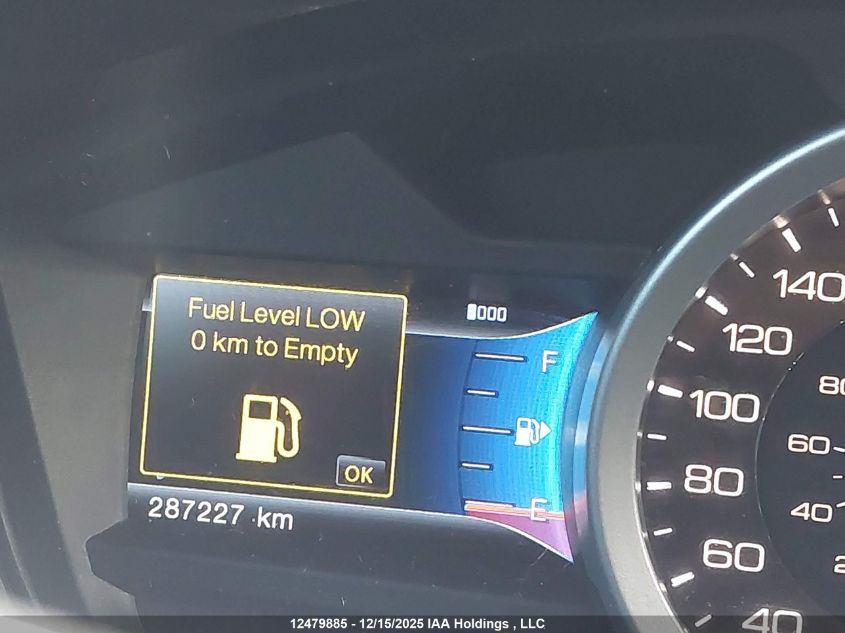 Fuel Level LOW
0 km to Empty
OK
287227 km
F
E
140
120
100
80
60
40
80
60
40
12479885 - 12/15/2025 IAA Holdings , LLC